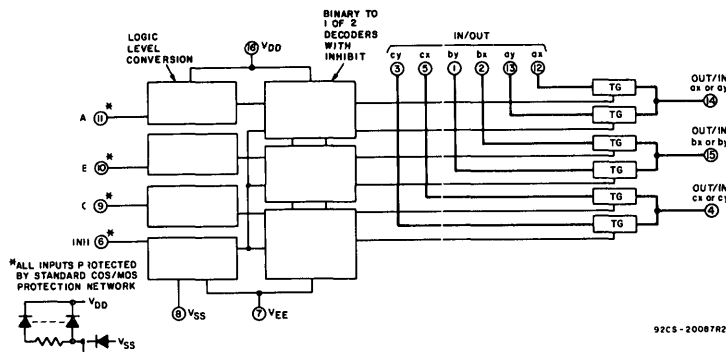 LOGIC
LEVEL
CONVERSION
16 VDD
BINARY TO
1 OF 2
DECODERS
WITH
INHIBIT
IN/OUT
cy cx by bx ay ax
3 5 1 2 13 12
A 11 *
E 10 *
C 9 *
INII 6 *
TG
TG
TG
TG
TG
TG
OUT/IN
ax or ay
14
OUT/IN
bx or by
15
OUT/IN
cx or cy
4
8 VSS
7 VEE
*ALL INPUTS PROTECTED
BY STANDARD COS/MOS
PROTECTION NETWORK
VDD
VSS
92CS-20087R2